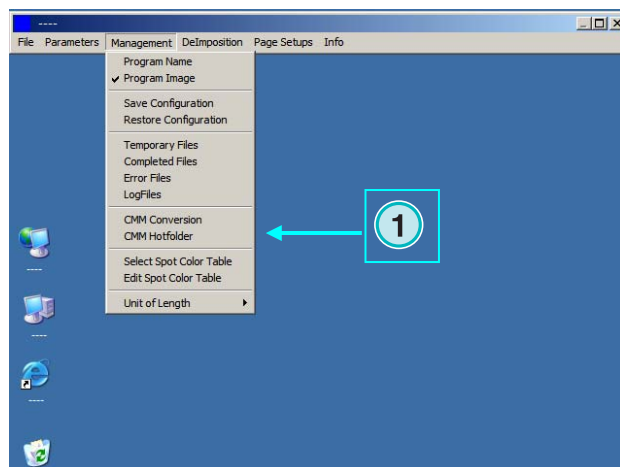 ----
File Parameters Management DeImposition Page Setups Info
Program Name
Program Image
Save Configuration
Restore Configuration
Temporary Files
Completed Files
Error Files
LogFiles
CMM Conversion
CMM Hotfolder
1
Select Spot Color Table
Edit Spot Color Table
Unit of Length
----
----
----